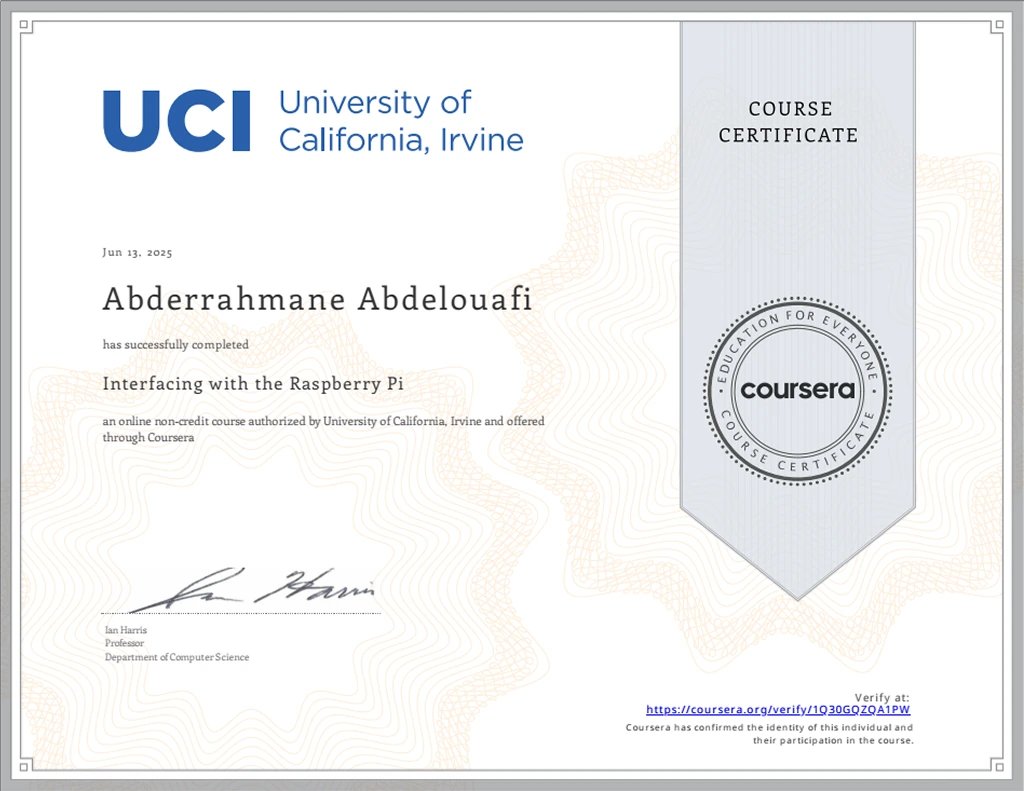 UCI University of
California, Irvine
COURSE
CERTIFICATE
Jun 13, 2025
Abderrahmane Abdelouafi
has successfully completed
Interfacing with the Raspberry Pi
an online non-credit course authorized by University of California, Irvine and offered
through Coursera
EDUCATION FOR EVERYONE
coursera
COURSE CERTIFICATE
Ian Harris
Ian Harris
Professor
Department of Computer Science
Verify at:
https://coursera.org/verify/1Q30GQZQA1PW
Coursera has confirmed the identity of this individual and
their participation in the course.